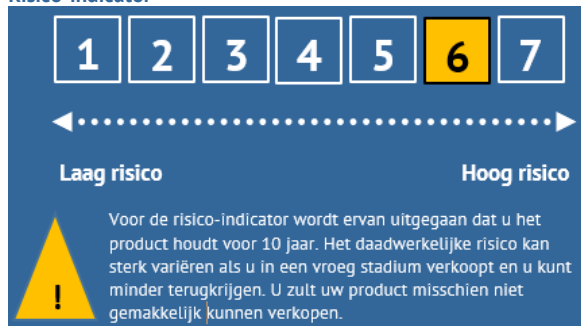 1 2 3 4 5 6 7
Laag risico Hoog risico
Voor de risico-indicator wordt ervan uitgegaan dat u het
product houdt voor 10 jaar. Het daadwerkelijke risico kan
sterk variëren als u in een vroeg stadium verkoopt en u kunt
minder terugkrijgen. U zult uw product misschien niet
! gemakkelijk kunnen verkopen.